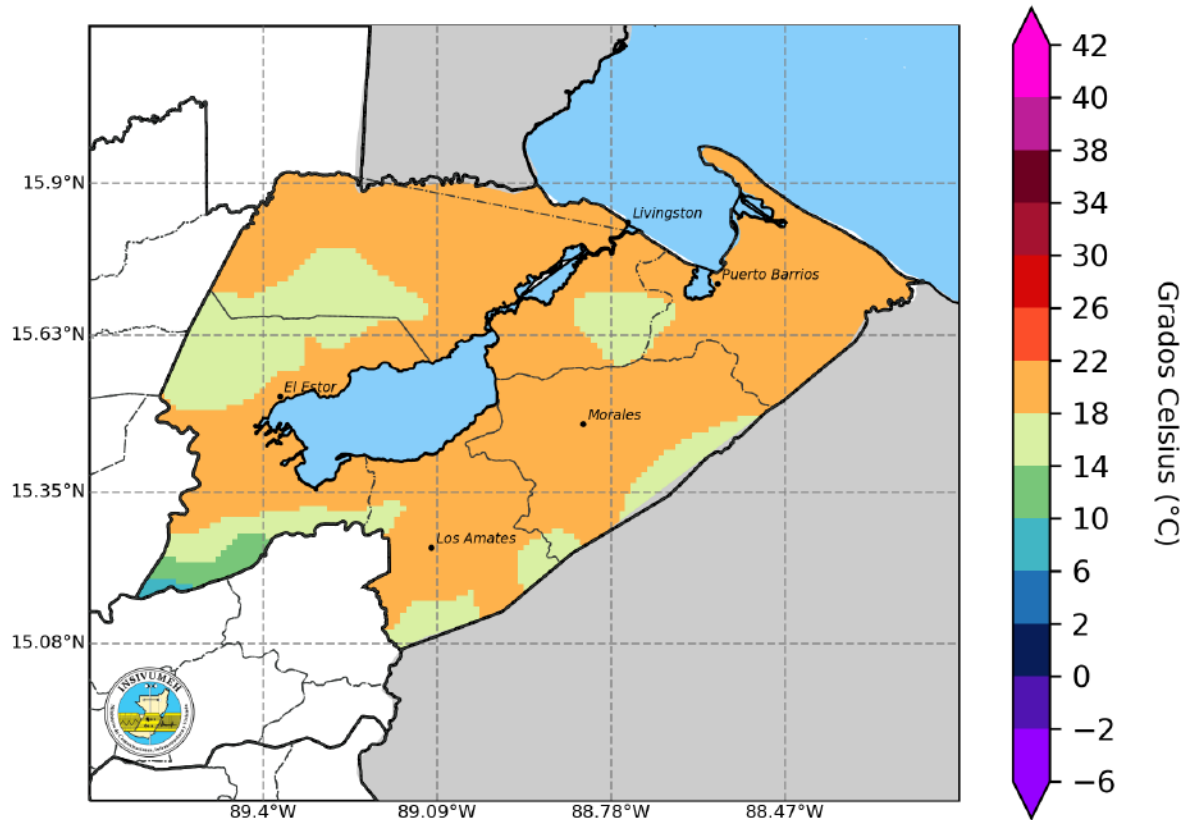 42
40
38
34
30
26
22
18
14
10
6
2
0
−2
−6
Grados Celsius (°C)
15.9°N
15.63°N
15.35°N
15.08°N
Livingston
Puerto Barrios
El Estor
Morales
Los Amates
INSIVUMEH
89.4°W
89.09°W
88.78°W
88.47°W